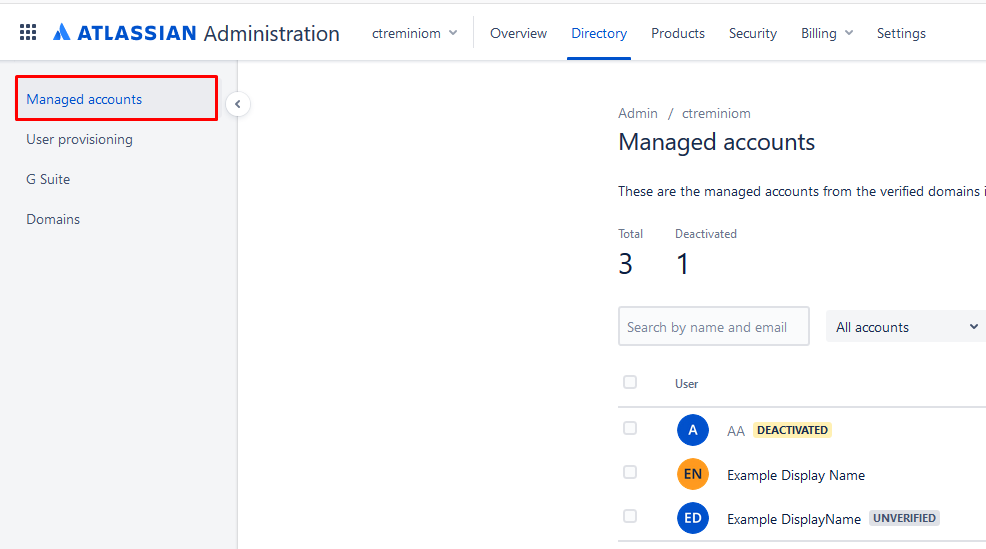 ATLASSIAN Administration ctreminiom Overview Directory Products Security Billing Settings
Managed accounts
User provisioning
G Suite
Domains
Admin / ctreminiom
Managed accounts
These are the managed accounts from the verified domains i
Total Deactivated
3 1
Search by name and email All accounts
User
A AA DEACTIVATED
EN Example Display Name
ED Example DisplayName UNVERIFIED